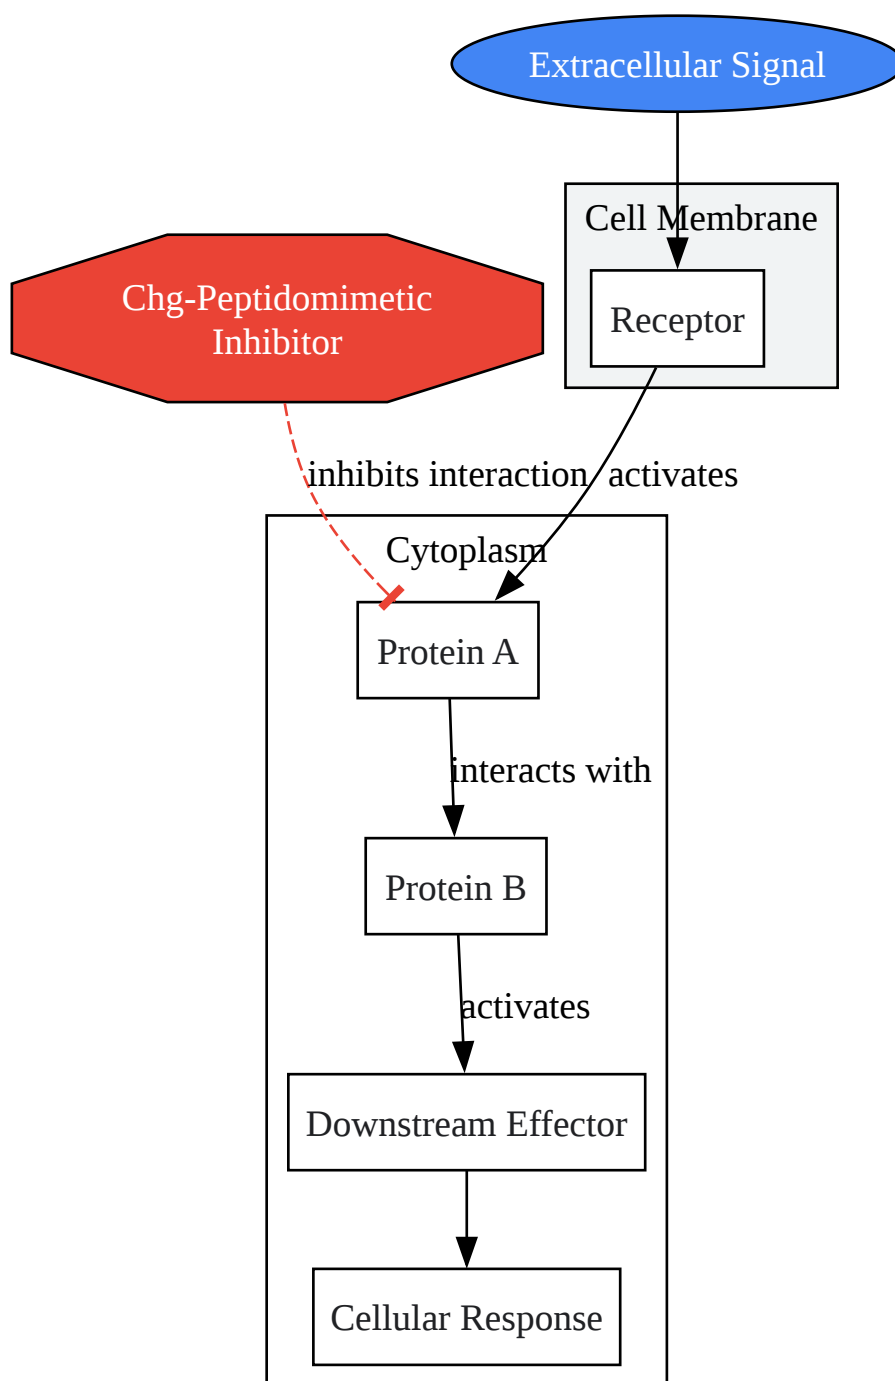 Extracellular Signal
Cell Membrane
Chg-Peptidomimetic
Inhibitor
Receptor
inhibits interaction
activates
Cytoplasm
Protein A
interacts with
Protein B
activates
Downstream Effector
Cellular Response